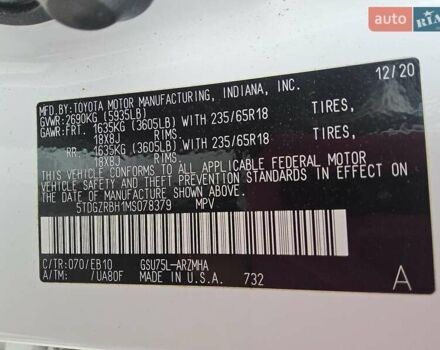 auto RIA
12/20
MFD.BY:TOYOTA MOTOR MANUFACTURING, INDIANA, INC.
GVWR:2690KG (5935LB)
GAWR:FRT. 1635KG (3605LB) WITH 235/65R18 TIRES,
18X8J RIMS.
RR. 1635KG (3605LB) WITH 235/65R18 TIRES,
18X8J RIMS.
THIS VEHICLE CONFORMS TO ALL APPLICABLE FEDERAL MOTOR
VEHICLE SAFETY AND THEFT PREVENTION STANDARDS IN EFFECT ON
THE DATE OF MANUFACTURE SHOWN ABOVE.
5TDGZRBH1MS078379 MPV
C/TR:070/EB10 GSU75L-ARZMHA
A/TM: /UA80F MADE IN U.S.A. 732 A